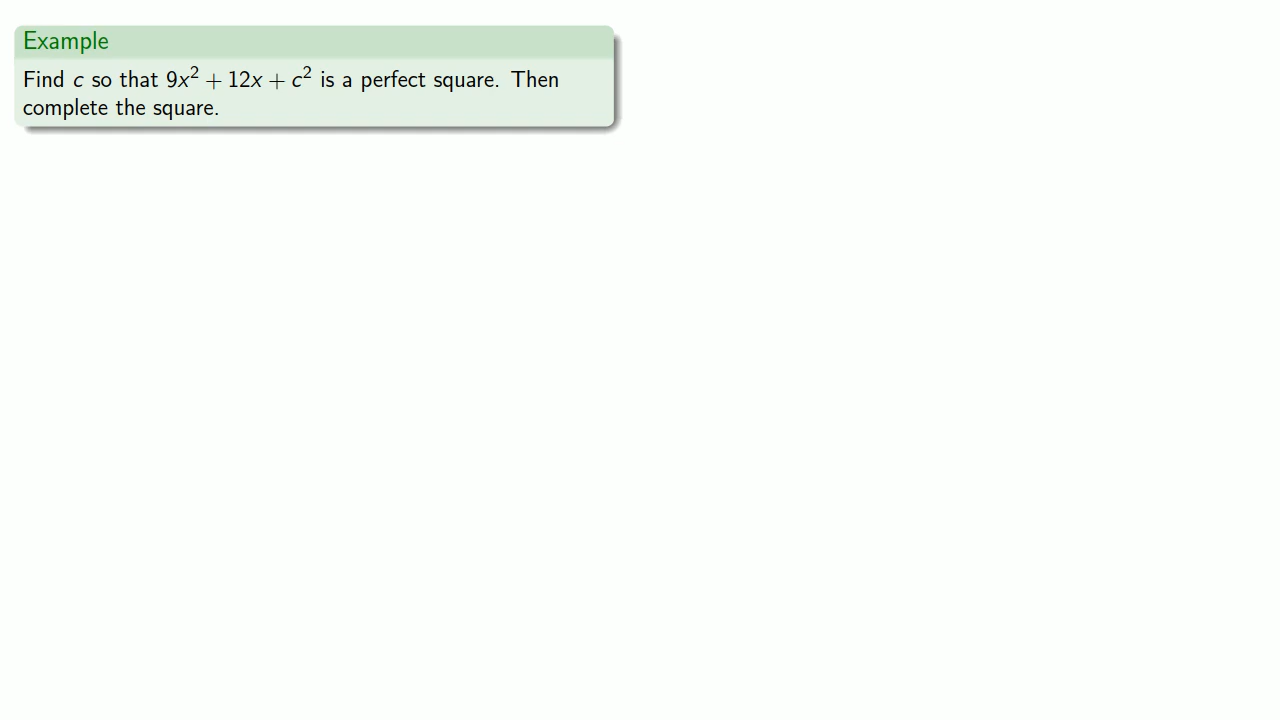 Example
Find c so that 9x² + 12x + c² is a perfect square. Then
complete the square.